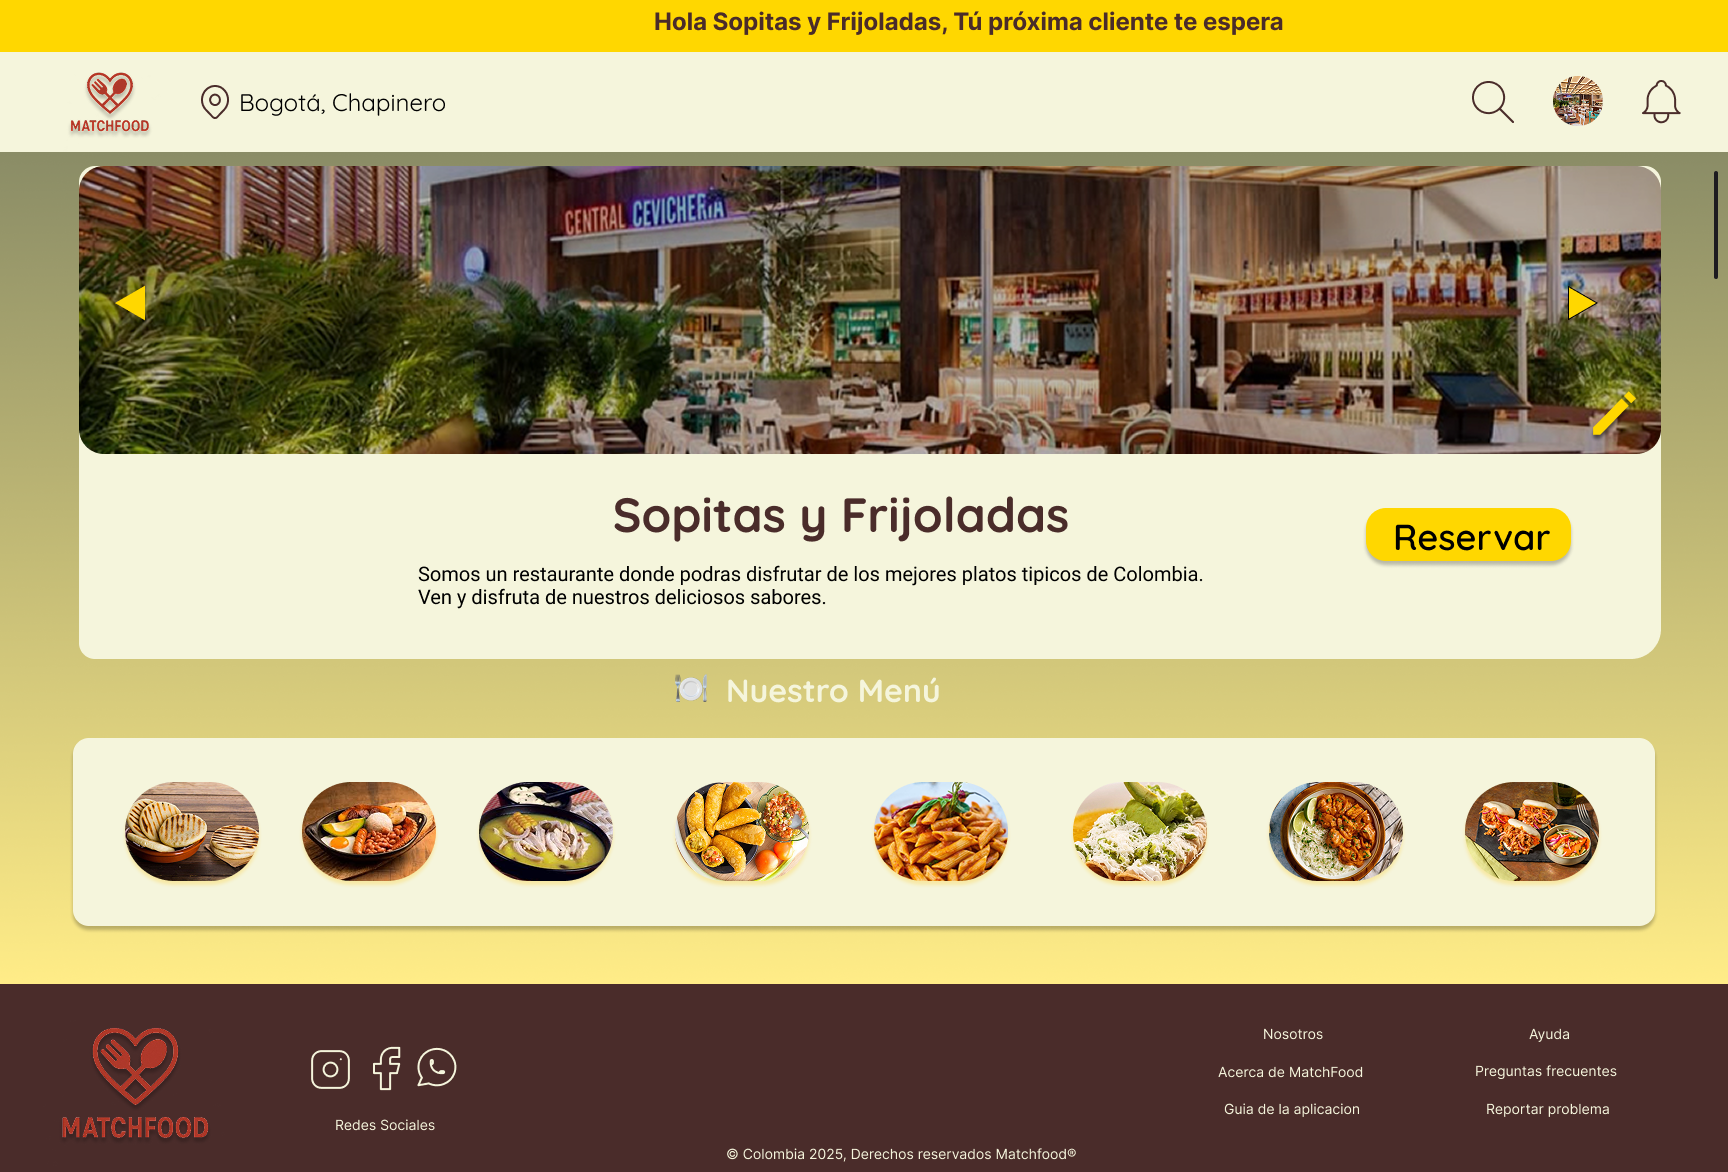 Hola Sopitas y Frijoladas, Tú próxima cliente te espera
MATCHFOOD
Bogotá, Chapinero
CENTRAL CEVICHERIA
Sopitas y Frijoladas
Reservar
Somos un restaurante donde podras disfrutar de los mejores platos tipicos de Colombia.
Ven y disfruta de nuestros deliciosos sabores.
Nuestro Menú
MATCHFOOD
Redes Sociales
Nosotros
Acerca de MatchFood
Guia de la aplicacion
Ayuda
Preguntas frecuentes
Reportar problema
© Colombia 2025, Derechos reservados Matchfood®